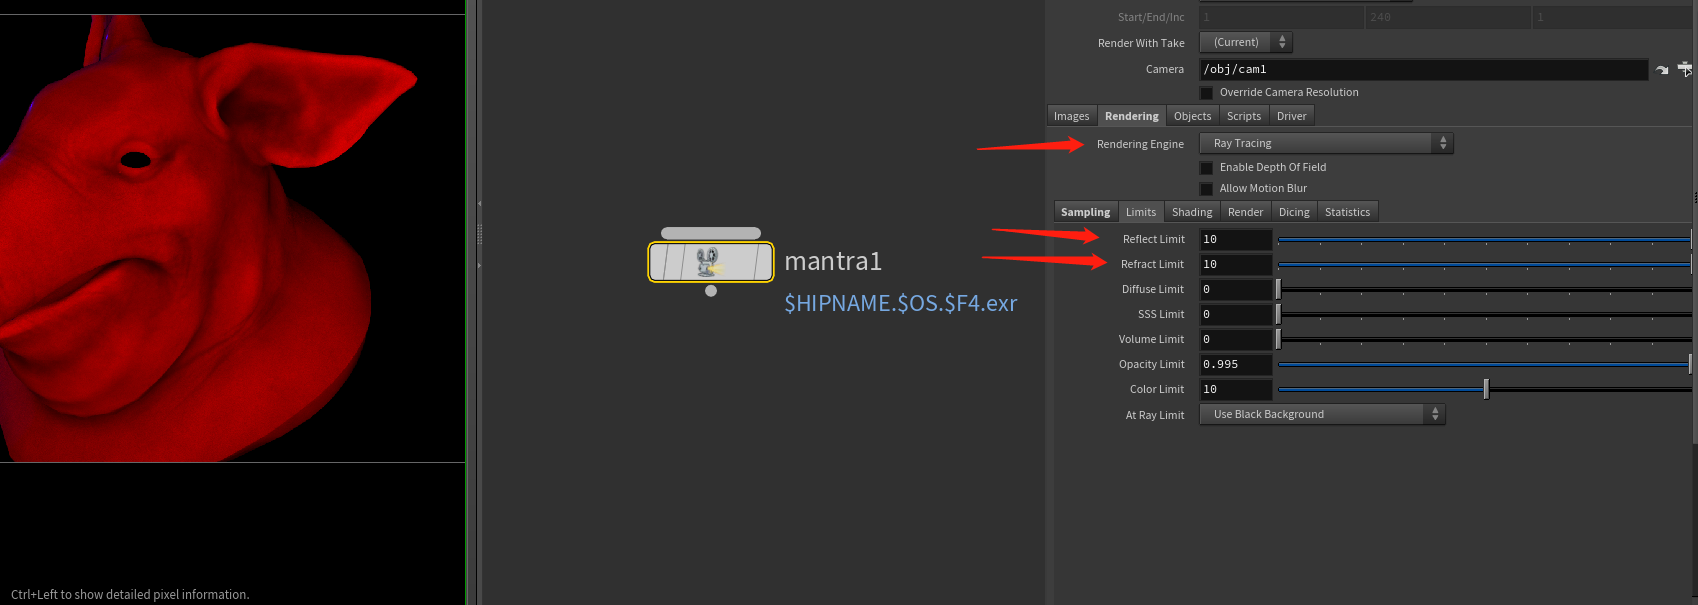 Start/End/Inc 1 240 1
Render With Take (Current)
Camera /obj/cam1
Override Camera Resolution
Images Rendering Objects Scripts Driver
Rendering Engine Ray Tracing
Enable Depth Of Field
Allow Motion Blur
Sampling Limits Shading Render Dicing Statistics
Reflect Limit 10
Refract Limit 10
Diffuse Limit 0
SSS Limit 0
Volume Limit 0
Opacity Limit 0.995
Color Limit 10
At Ray Limit Use Black Background
mantra1
$HIPNAME.$OS.$F4.exr
Ctrl+Left to show detailed pixel information.